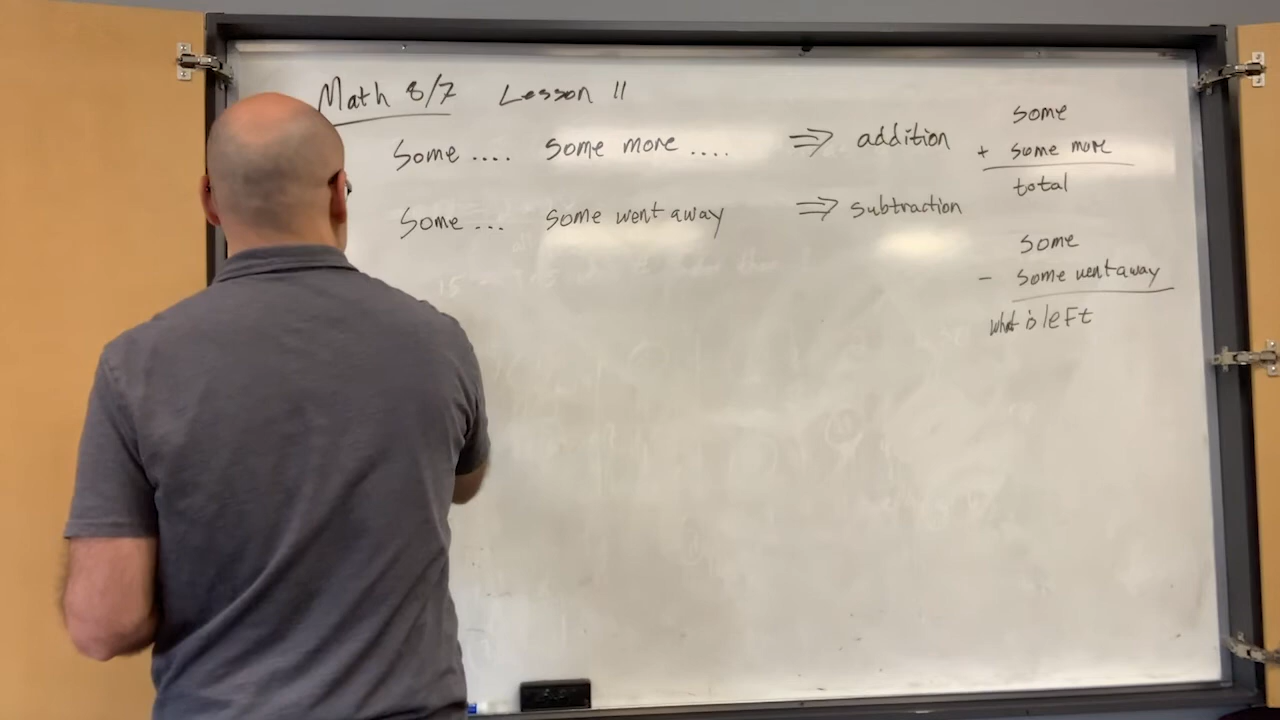 Math 8/7 Lesson 11
Some .... some more .... ⇒ addition
some
+ some more
total
Some ... some went away ⇒ subtraction
some
- some went away
what is left